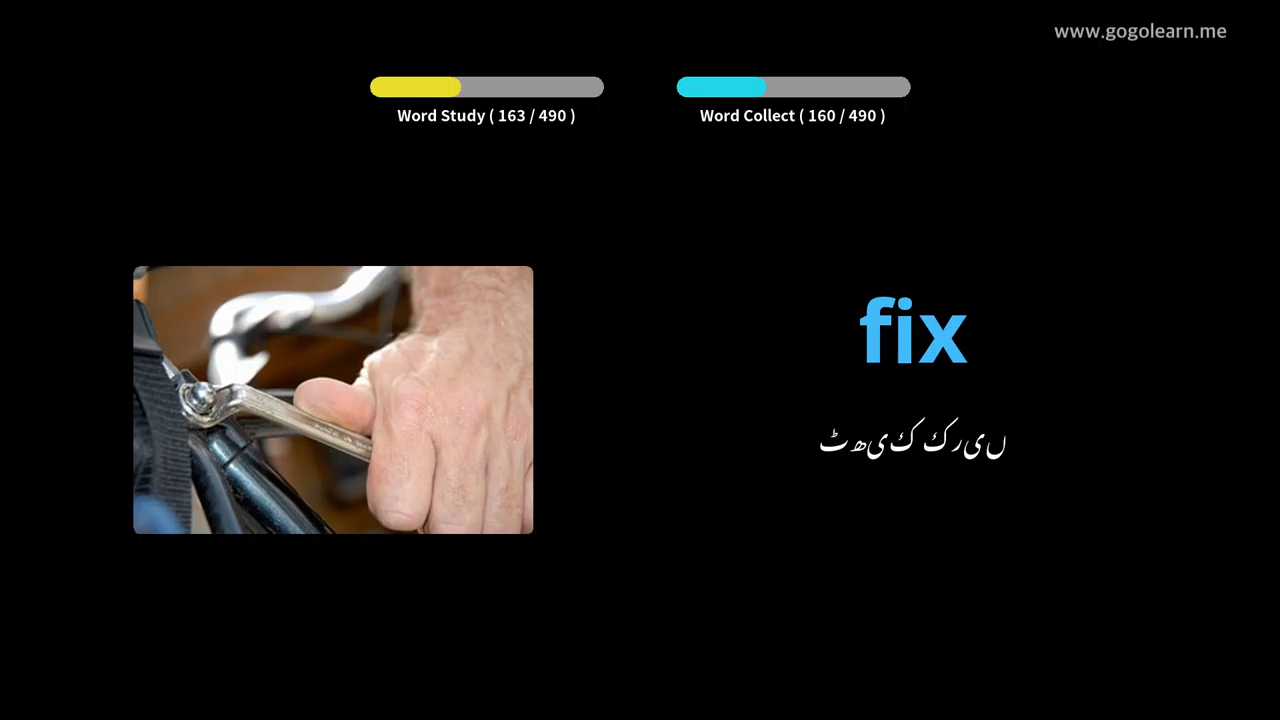 www.gogolearn.me
Word Study ( 163 / 490 )
Word Collect ( 160 / 490 )
fix
ٹھیک کریں